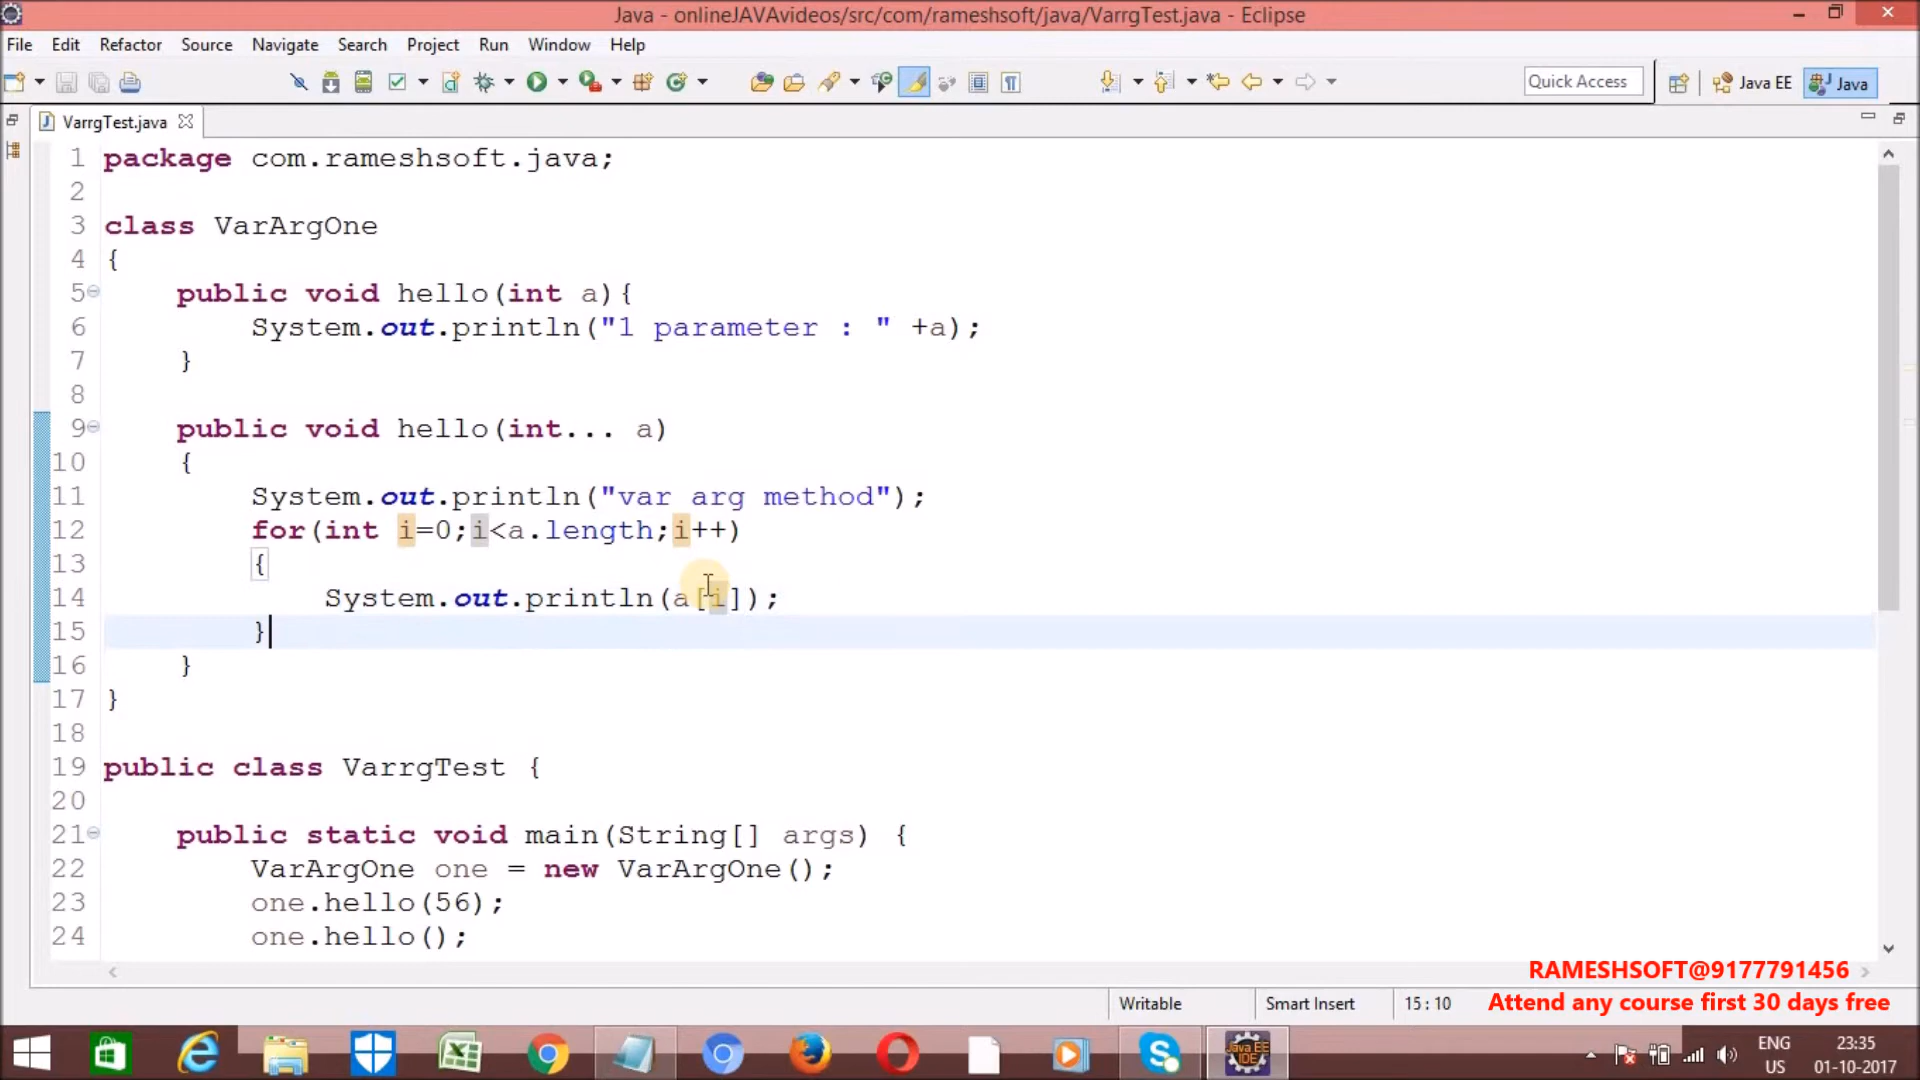 Java - onlineJAVAvideos/src/com/rameshsoft/java/VarrgTest.java - Eclipse
File Edit Refactor Source Navigate Search Project Run Window Help
Quick Access Java EE Java
VarrgTest.java
1 package com.rameshsoft.java;
2
3 class VarArgOne
4 {
5 public void hello(int a){
6 System.out.println("1 parameter : " +a);
7 }
8
9 public void hello(int... a)
10 {
11 System.out.println("var arg method");
12 for(int i=0;i<a.length;i++)
13 {
14 System.out.println(a[i]);
15 }
16 }
17 }
18
19 public class VarrgTest {
20
21 public static void main(String[] args) {
22 VarArgOne one = new VarArgOne();
23 one.hello(56);
24 one.hello();
RAMESHSOFT@9177791456
Writable Smart Insert 15:10 Attend any course first 30 days free
Java EE
IDE
ENG 23:35
US 01-10-2017